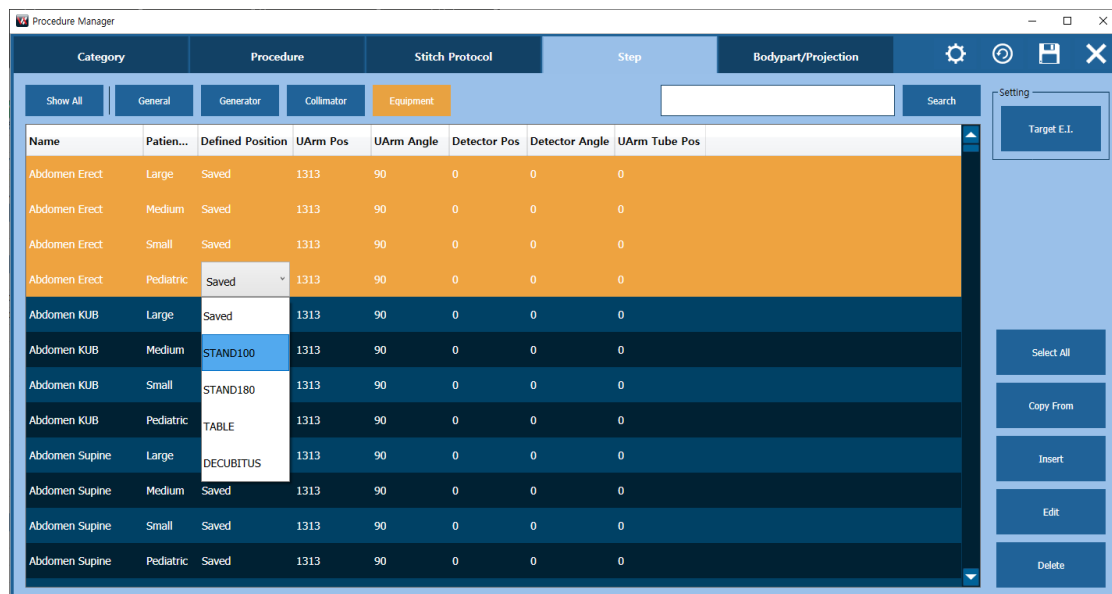 Procedure Manager
Category Procedure Stitch Protocol Step Bodypart/Projection
Show All General Generator Collimator Equipment Search
Setting
Target E.I.
Name Patien... Defined Position UArm Pos UArm Angle Detector Pos Detector Angle UArm Tube Pos
Abdomen Erect Large Saved 1313 90 0 0 0
Abdomen Erect Medium Saved 1313 90 0 0 0
Abdomen Erect Small Saved 1313 90 0 0 0
Abdomen Erect Pediatric Saved 1313 90 0 0 0
Abdomen KUB Large Saved 1313 90 0 0 0
Abdomen KUB Medium STAND100 1313 90 0 0 0
Abdomen KUB Small STAND180 1313 90 0 0 0
Abdomen KUB Pediatric TABLE 1313 90 0 0 0
Abdomen Supine Large DECUBITUS 1313 90 0 0 0
Abdomen Supine Medium Saved 1313 90 0 0 0
Abdomen Supine Small Saved 1313 90 0 0 0
Abdomen Supine Pediatric Saved 1313 90 0 0 0
Select All
Copy From
Insert
Edit
Delete